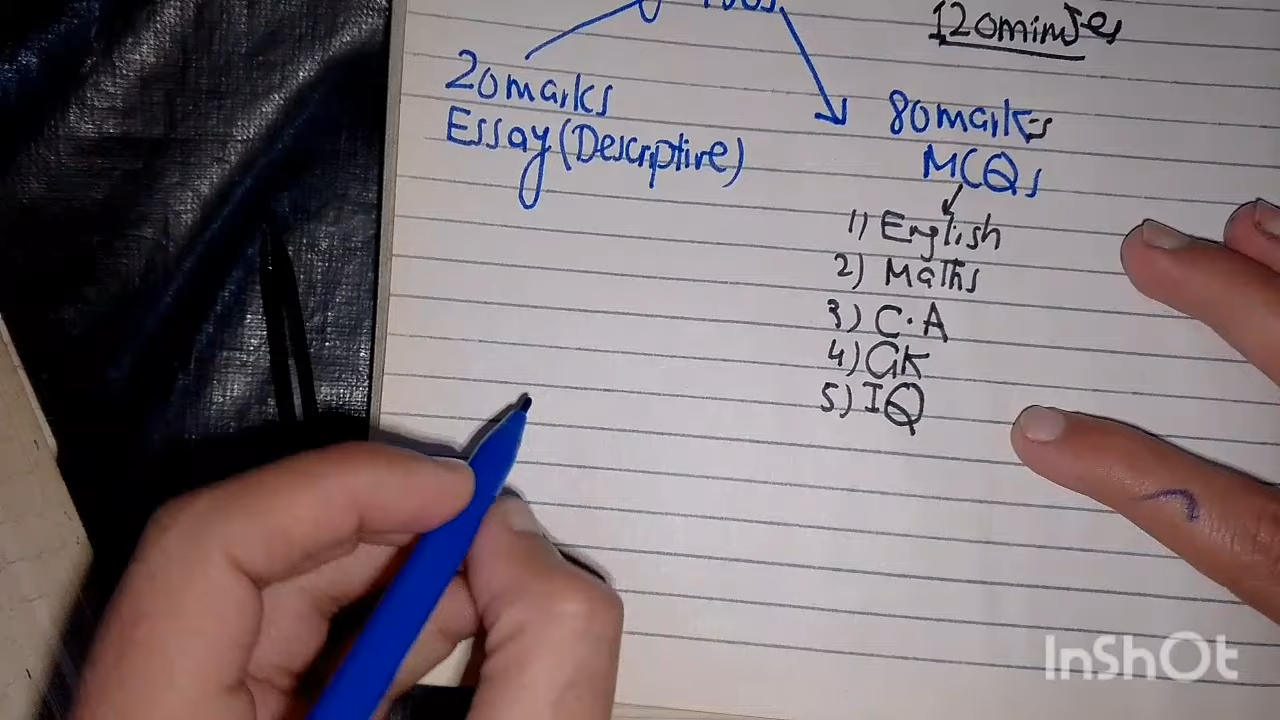 120minutes
20marks
Essay(Descriptive)
80marks
MCQs
1) English
2) Maths
3) C.A
4) GK
5) IQ
InShOt